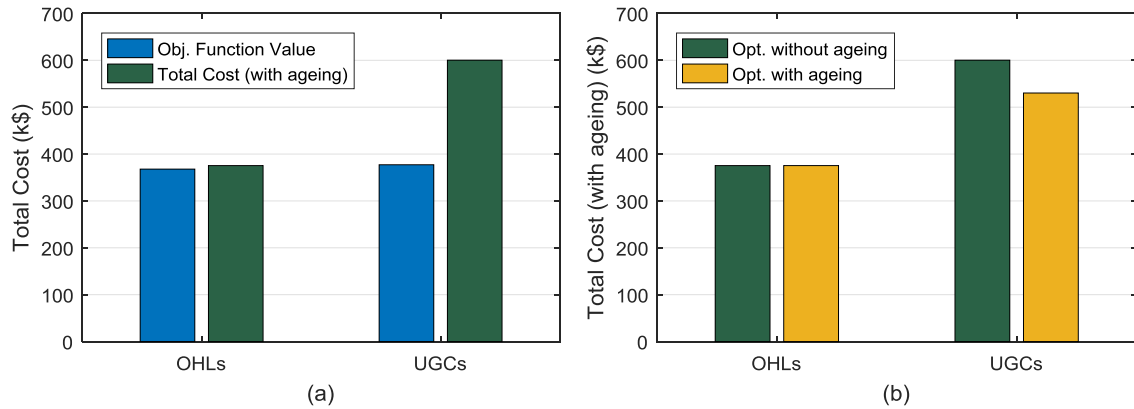 700
600
500
400
300
200
100
0
Total Cost (k$)
Obj. Function Value
Total Cost (with ageing)
OHLs
UGCs
(a)
700
600
500
400
300
200
100
0
Total Cost (with ageing) (k$)
Opt. without ageing
Opt. with ageing
OHLs
UGCs
(b)